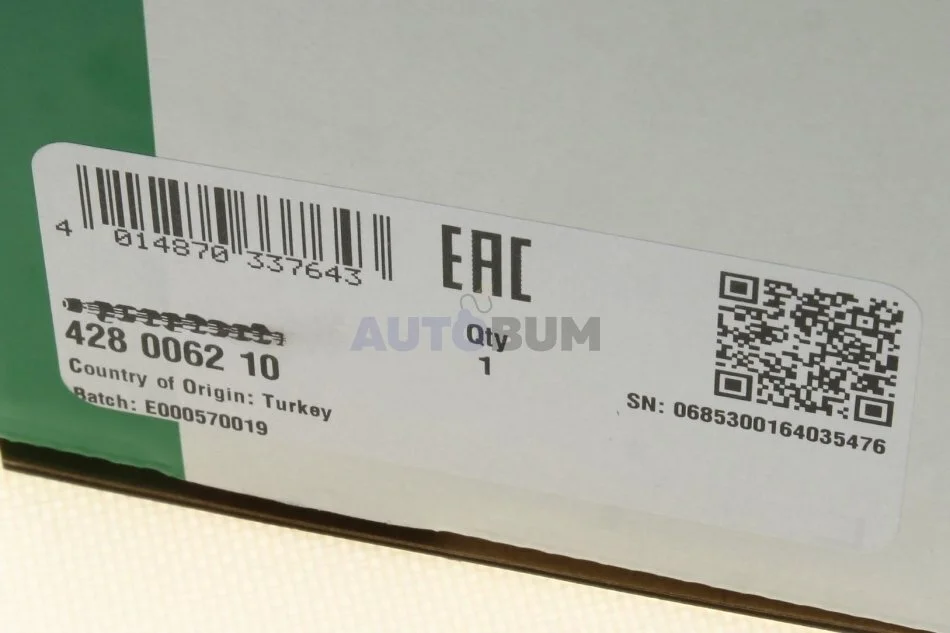 4 014870 337643
EAC
428 0062 10
Qty
1
Country of Origin: Turkey
Batch: E000570019
SN: 0685300164035476
AUTOBUM